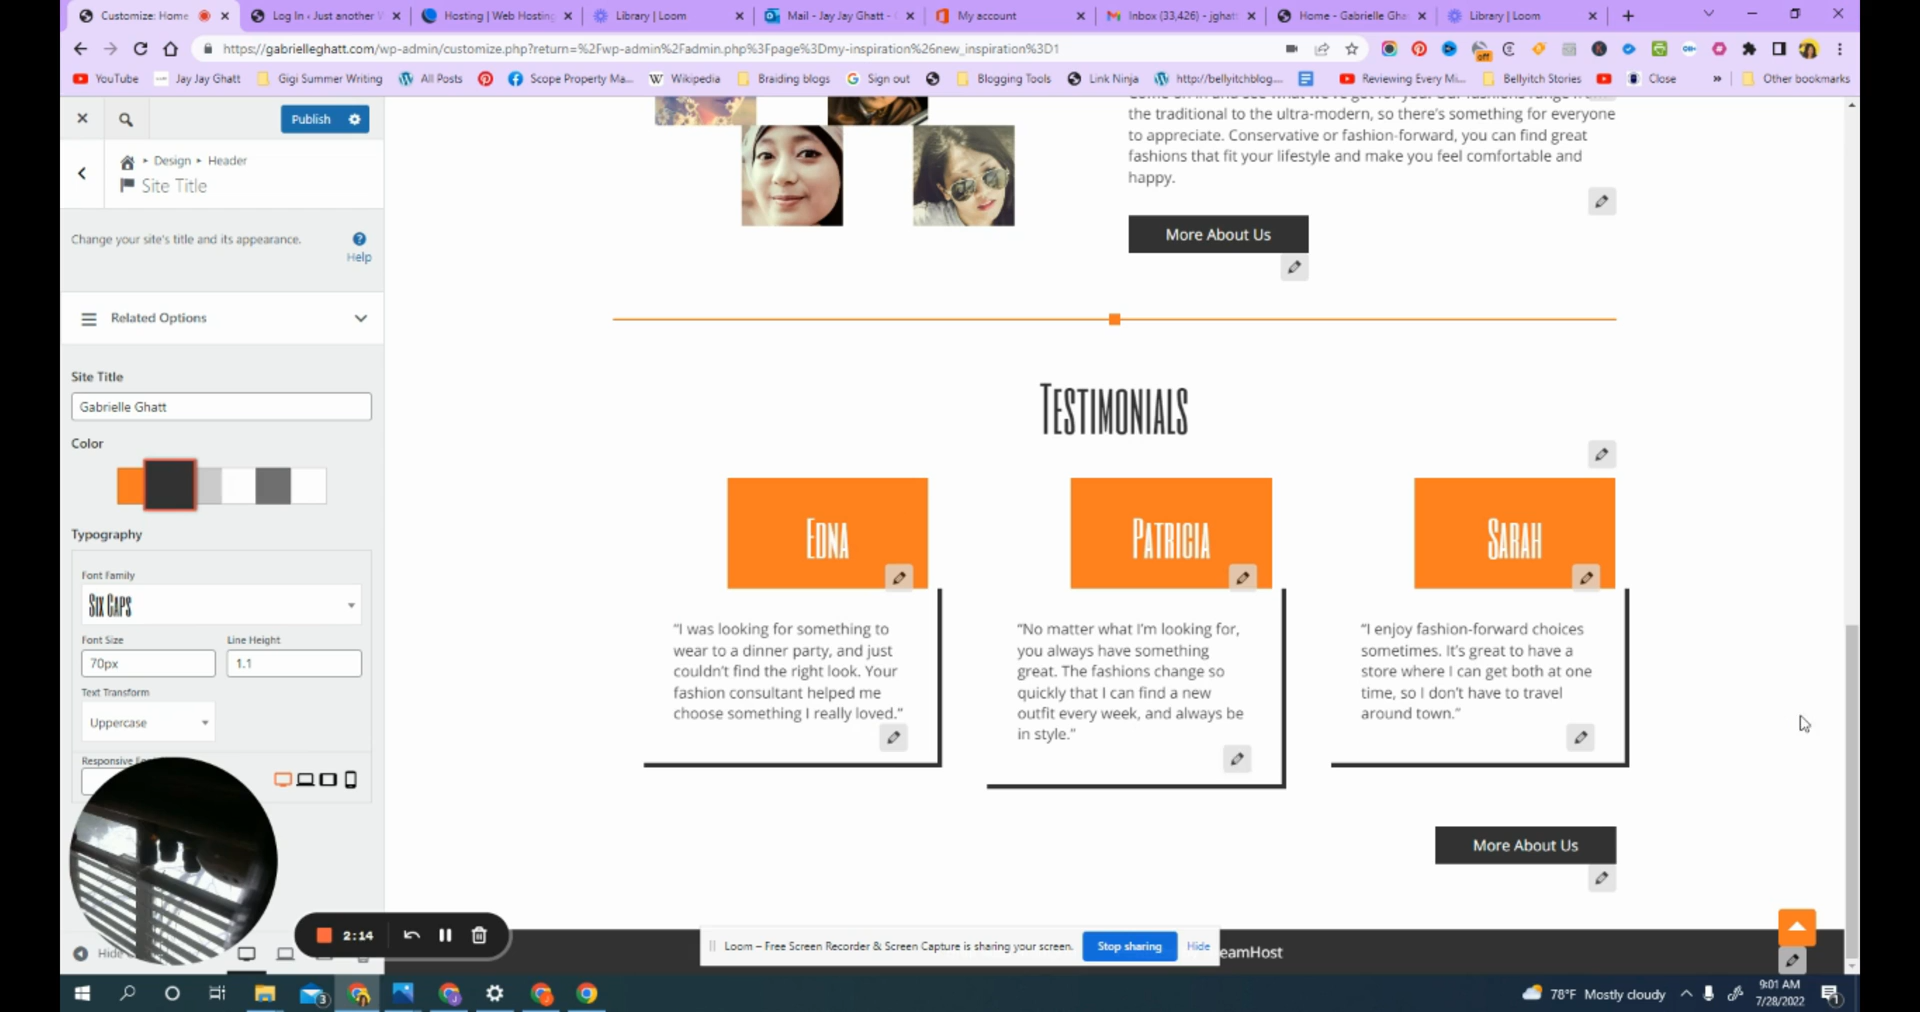 Customize: Home
Log In ‹ Just another W
Hosting | Web Hosting
Library | Loom
Mail - Jay Jay Ghatt -
My account
Inbox (33,426) - jghatt
Home - Gabrielle Gha
Library | Loom
https://gabrielleghatt.com/wp-admin/customize.php?return=%2Fwp-admin%2Fadmin.php%3Fpage%3Dmy-inspiration%26new_inspiration%3D1
YouTube
Jay Jay Ghatt
Gigi Summer Writing
All Posts
Scope Property Ma...
Wikipedia
Braiding blogs
Sign out
Blogging Tools
Link Ninja
http://bellyitchblog....
Reviewing Every Mi...
Bellyitch Stories
Close
»
Other bookmarks
Publish
Design ▸ Header
Site Title
Change your site's title and its appearance.
Help
Related Options
Site Title
Gabrielle Ghatt
Color
Typography
Font Family
Six Caps
Font Size
Line Height
70px
1.1
Text Transform
Uppercase
Responsive
Hide
2:14
the traditional to the ultra-modern, so there's something for everyone
to appreciate. Conservative or fashion-forward, you can find great
fashions that fit your lifestyle and make you feel comfortable and
happy.
More About Us
Testimonials
Edna
Patricia
Sarah
“I was looking for something to
wear to a dinner party, and just
couldn’t find the right look. Your
fashion consultant helped me
choose something I really loved.”
“No matter what I’m looking for,
you always have something
great. The fashions change so
quickly that I can find a new
outfit every week, and always be
in style.”
“I enjoy fashion-forward choices
sometimes. It’s great to have a
store where I can get both at one
time, so I don’t have to travel
around town.”
More About Us
Loom – Free Screen Recorder & Screen Capture is sharing your screen.
Stop sharing
Hide
eamHost
3
78°F Mostly cloudy
9:01 AM
7/28/2022
1